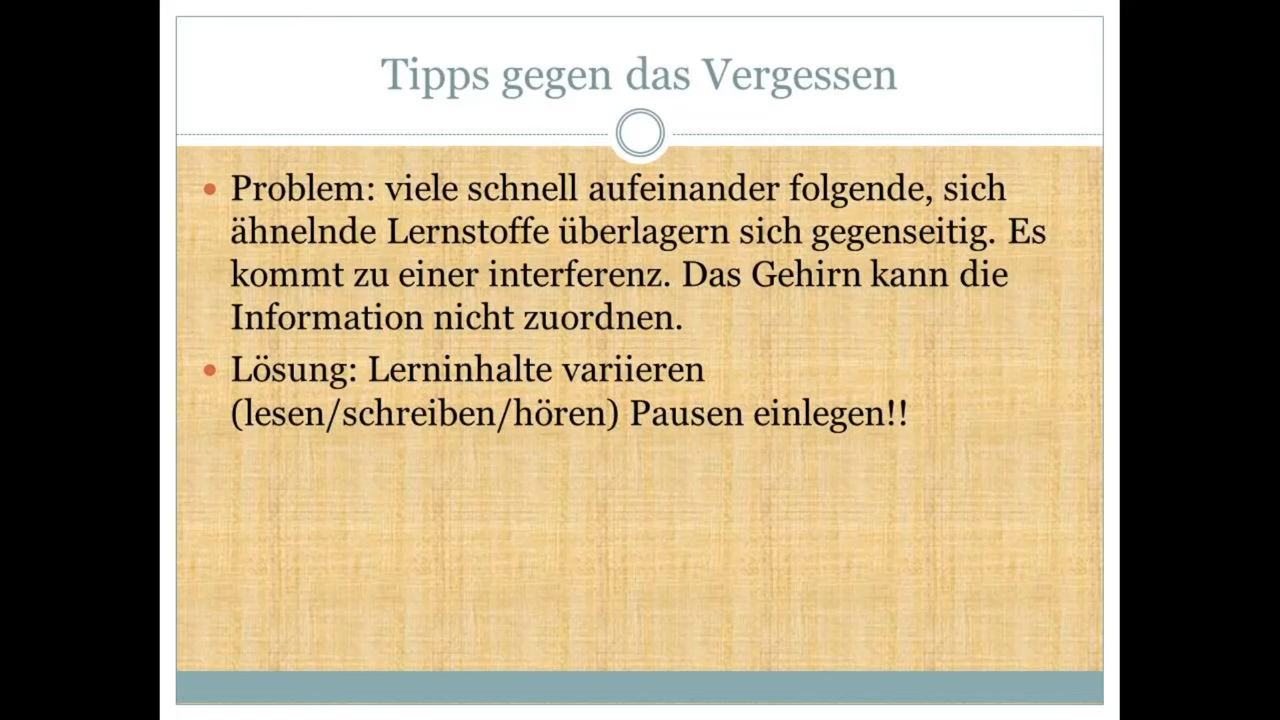 Tipps gegen das Vergessen
Problem: viele schnell aufeinander folgende, sich
ähnelnde Lernstoffe überlagern sich gegenseitig. Es
kommt zu einer interferenz. Das Gehirn kann die
Information nicht zuordnen.
Lösung: Lerninhalte variieren
(lesen/schreiben/hören) Pausen einlegen!!